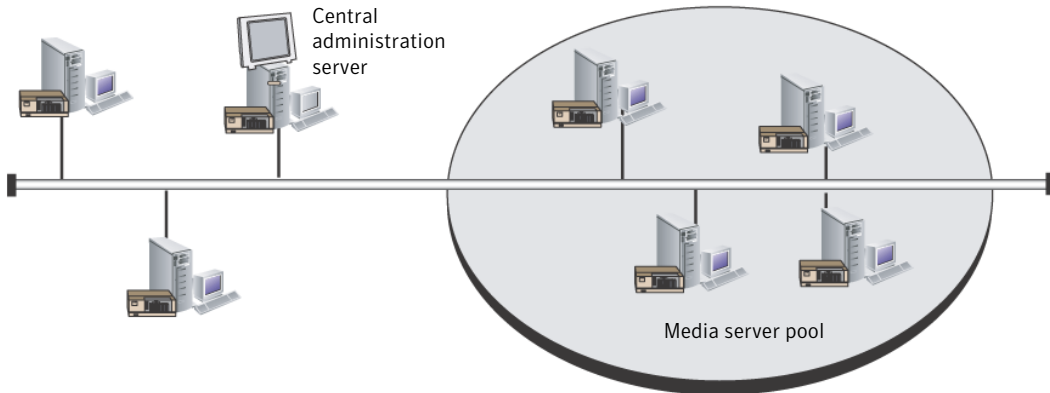 Central
administration
server
Media server pool